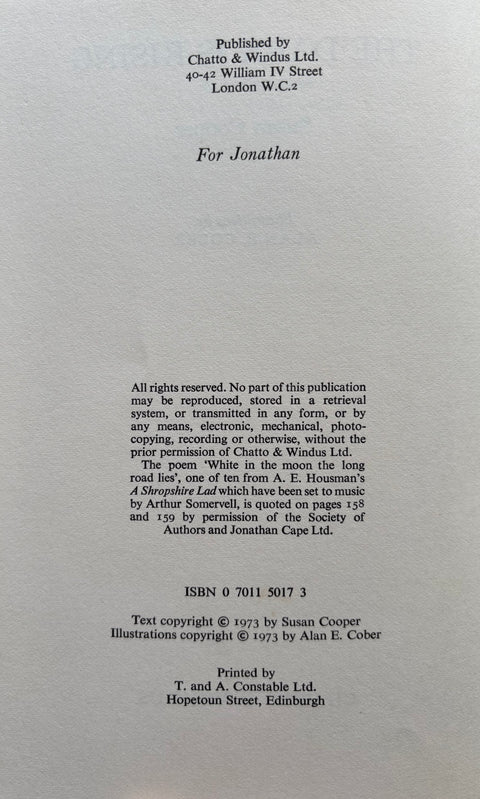 Published by
Chatto & Windus Ltd.
40-42 William IV Street
London W.C.2
For Jonathan
All rights reserved. No part of this publication
may be reproduced, stored in a retrieval
system, or transmitted in any form, or by
any means, electronic, mechanical, photo-
copying, recording or otherwise, without the
prior permission of Chatto & Windus Ltd.
The poem ‘White in the moon the long
road lies’, one of ten from A. E. Housman’s
A Shropshire Lad which have been set to music
by Arthur Somervell, is quoted on pages 158
and 159 by permission of the Society of
Authors and Jonathan Cape Ltd.
ISBN 0 7011 5017 3
Text copyright © 1973 by Susan Cooper
Illustrations copyright © 1973 by Alan E. Cober
Printed by
T. and A. Constable Ltd.
Hopetoun Street, Edinburgh